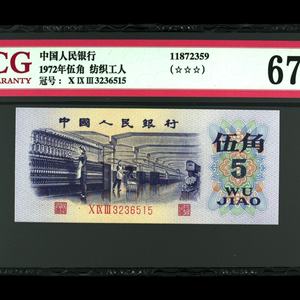 CG
ARRANTY
中国人民银行
1972年伍角 纺织工人
冠号: X IX III 3236515
11872359
(☆☆☆)
67
中国人民银行
伍角
5
WU
JIAO
X IX III 3236515